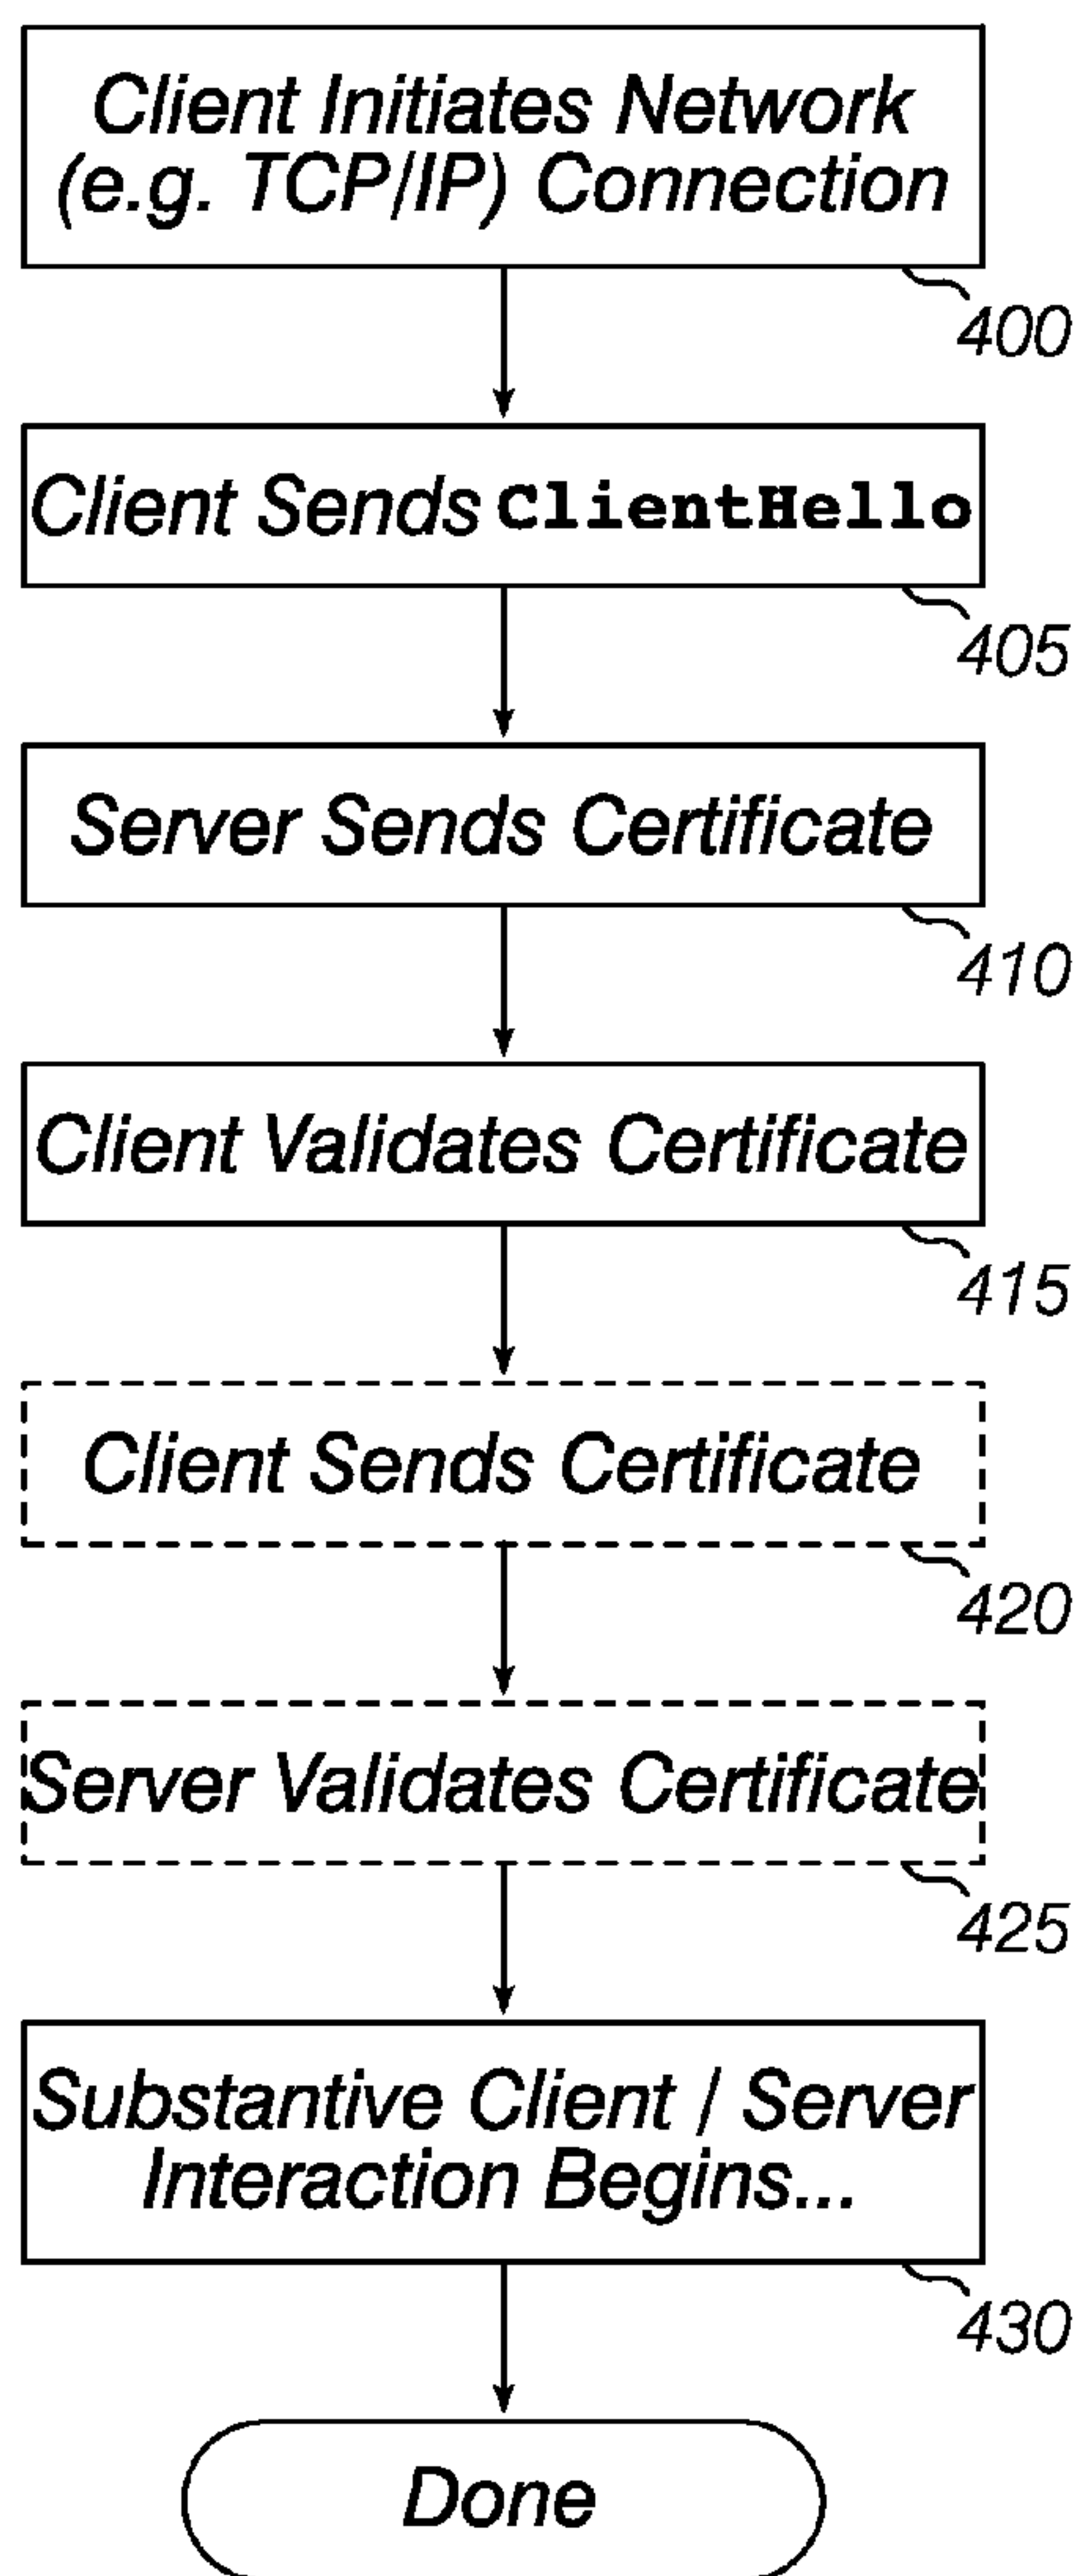 Client Initiates Network
(e.g. TCP/IP) Connection
400
Client Sends ClientHello
405
Server Sends Certificate
410
Client Validates Certificate
415
Client Sends Certificate
420
Server Validates Certificate
425
Substantive Client / Server
Interaction Begins...
430
Done